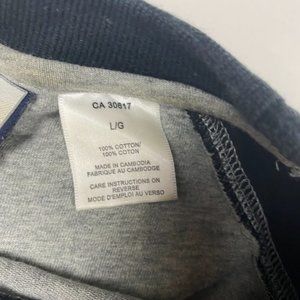 CA 30817
L/G
100% COTTON/
100% COTON
MADE IN CAMBODIA
FABRIQUE AU CAMBODGE
CARE INSTRUCTIONS ON
REVERSE
MODE D'EMPLOI AU VERSO